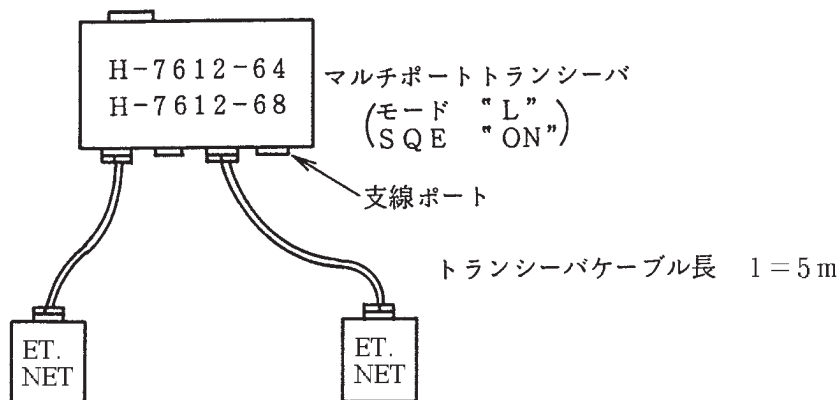 H-7612-64
H-7612-68
マルチポートトランシーバ
(モード “L”
SQE “ON”)
支線ポート
トランシーバケーブル長 l=5m
ET.
NET
ET.
NET